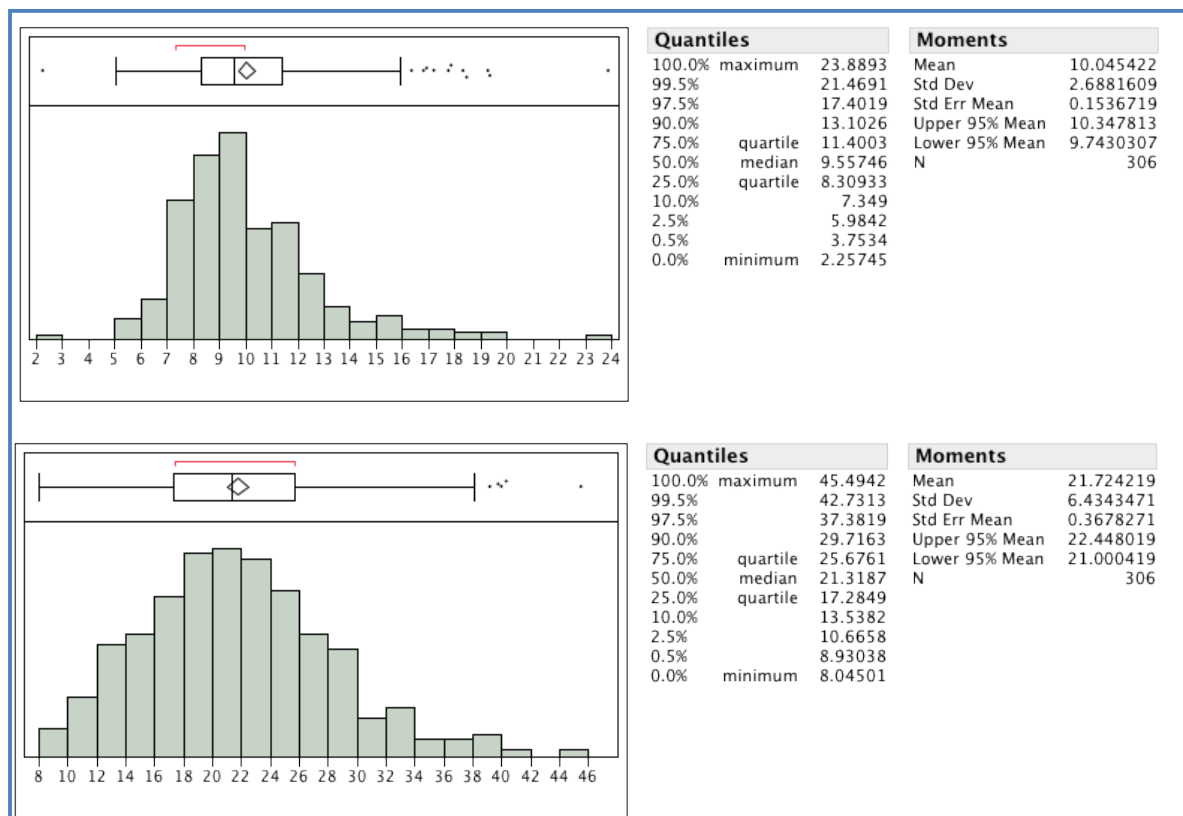 Quantiles
100.0% maximum 23.8893
99.5% 21.4691
97.5% 17.4019
90.0% 13.1026
75.0% quartile 11.4003
50.0% median 9.55746
25.0% quartile 8.30933
10.0% 7.349
2.5% 5.9842
0.5% 3.7534
0.0% minimum 2.25745
Moments
Mean 10.045422
Std Dev 2.6881609
Std Err Mean 0.1536719
Upper 95% Mean 10.347813
Lower 95% Mean 9.7430307
N 306
2 3 4 5 6 7 8 9 10 11 12 13 14 15 16 17 18 19 20 21 22 23 24
Quantiles
100.0% maximum 45.4942
99.5% 42.7313
97.5% 37.3819
90.0% 29.7163
75.0% quartile 25.6761
50.0% median 21.3187
25.0% quartile 17.2849
10.0% 13.5382
2.5% 10.6658
0.5% 8.93038
0.0% minimum 8.04501
Moments
Mean 21.724219
Std Dev 6.4343471
Std Err Mean 0.3678271
Upper 95% Mean 22.448019
Lower 95% Mean 21.000419
N 306
8 10 12 14 16 18 20 22 24 26 28 30 32 34 36 38 40 42 44 46